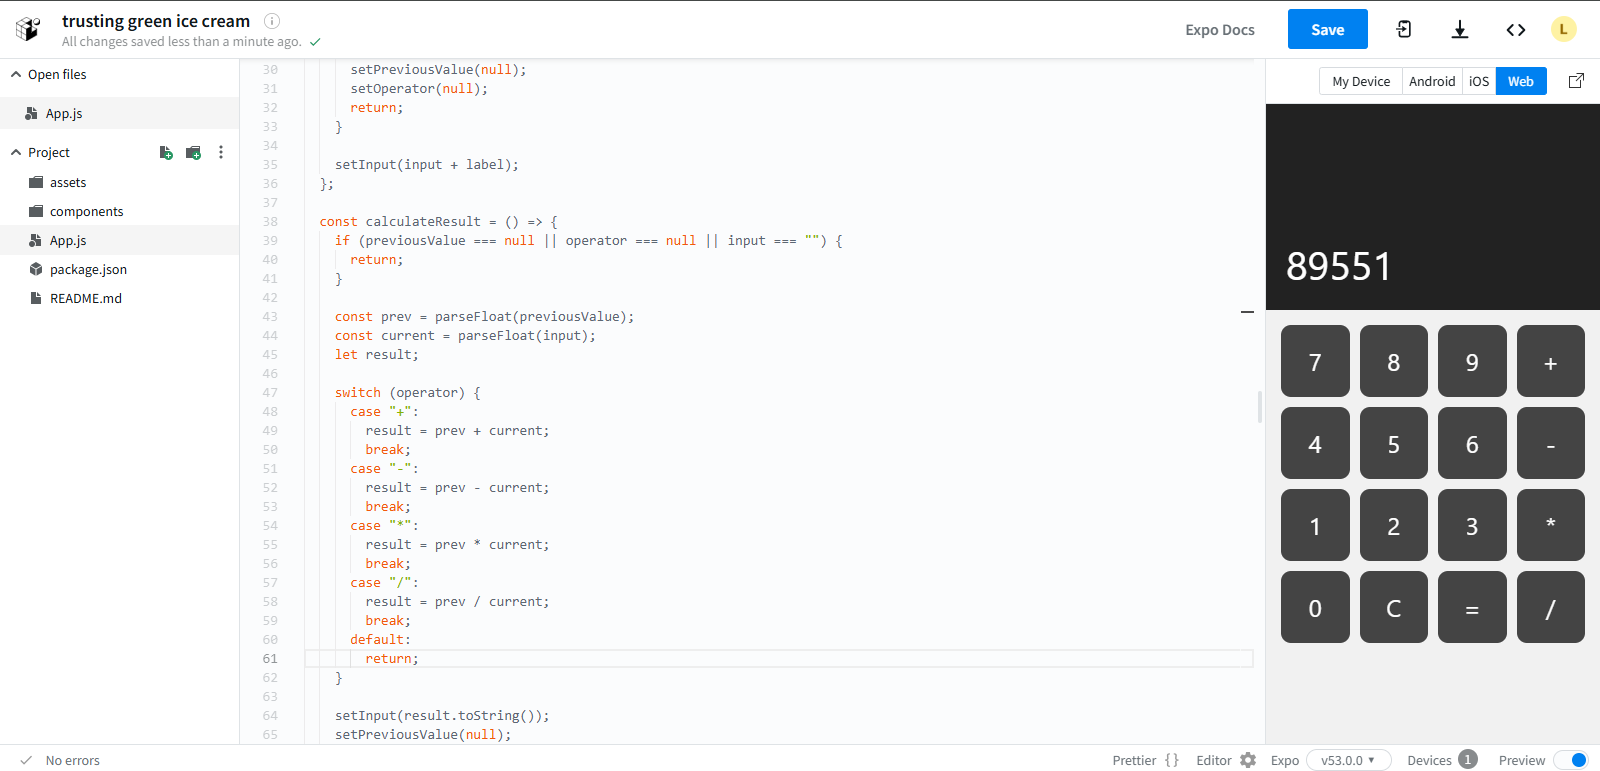 trusting green ice cream
All changes saved less than a minute ago.
Expo Docs
Save
L
Open files
App.js
Project
assets
components
App.js
package.json
README.md
30 setPreviousValue(null);
31 setOperator(null);
32 return;
33 }
34
35 setInput(input + label);
36 };
37
38 const calculateResult = () => {
39 if (previousValue === null || operator === null || input === "") {
40 return;
41 }
42
43 const prev = parseFloat(previousValue);
44 const current = parseFloat(input);
45 let result;
46
47 switch (operator) {
48 case "+":
49 result = prev + current;
50 break;
51 case "-":
52 result = prev - current;
53 break;
54 case "*":
55 result = prev * current;
56 break;
57 case "/":
58 result = prev / current;
59 break;
60 default:
61 return;
62 }
63
64 setInput(result.toString());
65 setPreviousValue(null);
My Device Android iOS Web
89551
7 8 9 +
4 5 6 -
1 2 3 *
0 C = /
No errors
Prettier {} Editor Expo v53.0.0 Devices 1 Preview